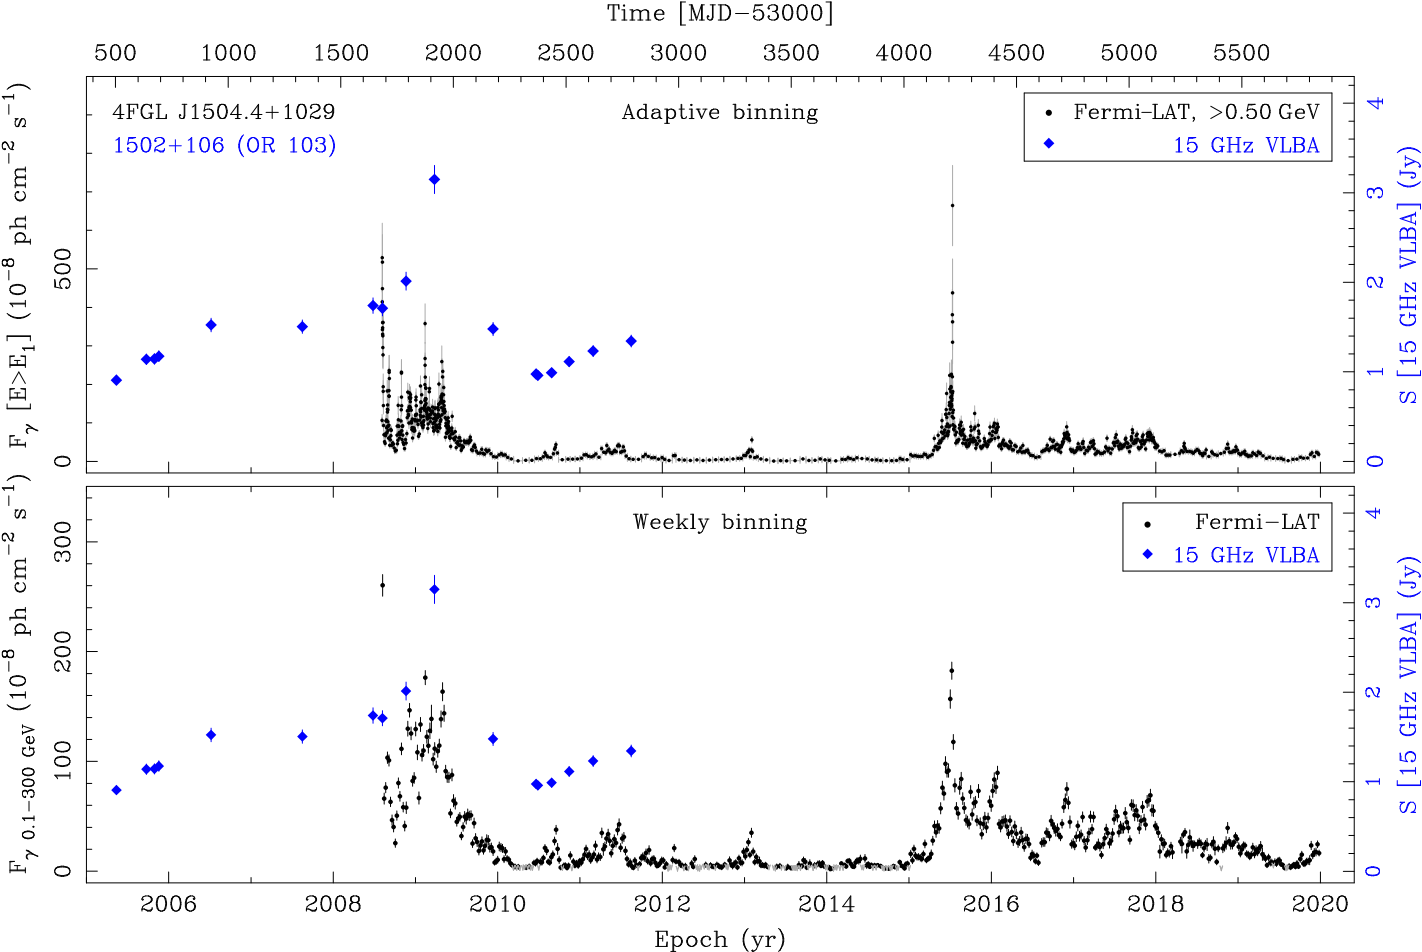 Time [MJD−53000]
500 1000 1500 2000 2500 3000 3500 4000 4500 5000 5500
4FGL J1504.4+1029
1502+106 (OR 103)
Adaptive binning
Fermi−LAT, >0.50 GeV
15 GHz VLBA
F_γ [E>E_1] (10^−8 ph cm^−2 s^−1)
500
0
4
3
2
1
0
S [15 GHz VLBA] (Jy)
Weekly binning
Fermi−LAT
15 GHz VLBA
F_γ 0.1−300 GeV (10^−8 ph cm^−2 s^−1)
300
200
100
0
4
3
2
1
0
S [15 GHz VLBA] (Jy)
2006 2008 2010 2012 2014 2016 2018 2020
Epoch (yr)